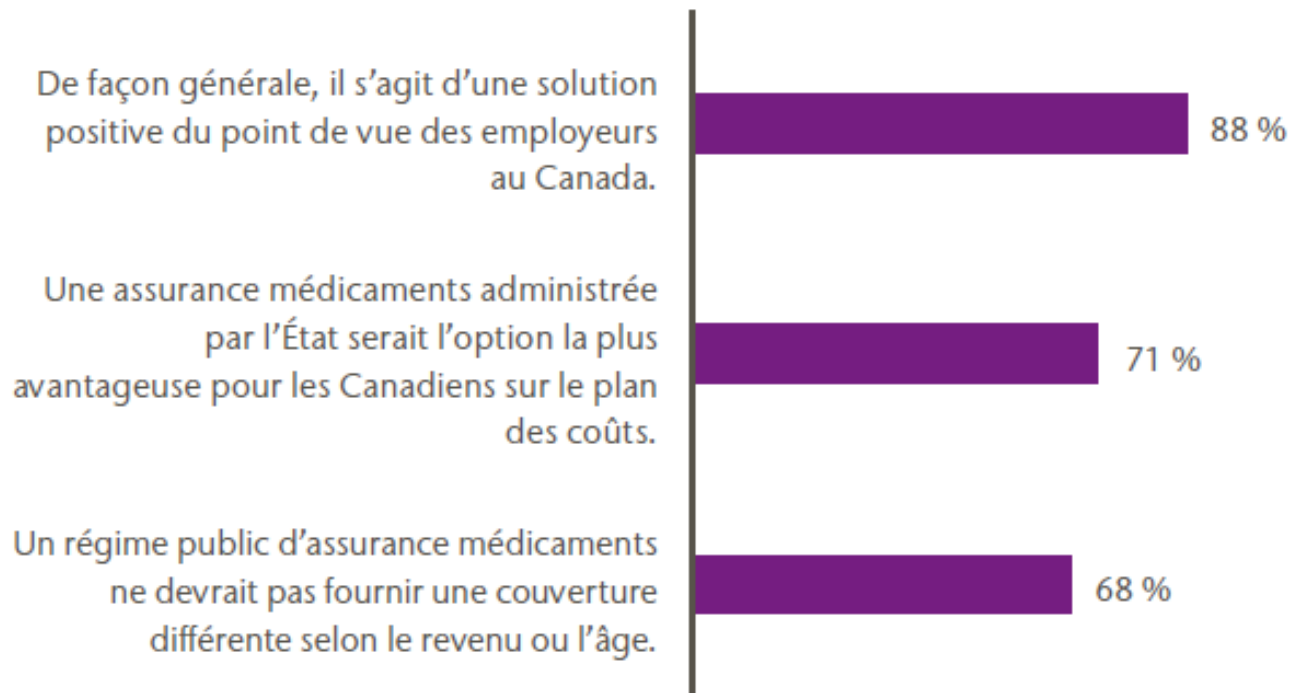 De façon générale, il s’agit d’une solution
positive du point de vue des employeurs
au Canada.
88 %
Une assurance médicaments administrée
par l’État serait l’option la plus
avantageuse pour les Canadiens sur le plan
des coûts.
71 %
Un régime public d’assurance médicaments
ne devrait pas fournir une couverture
différente selon le revenu ou l’âge.
68 %